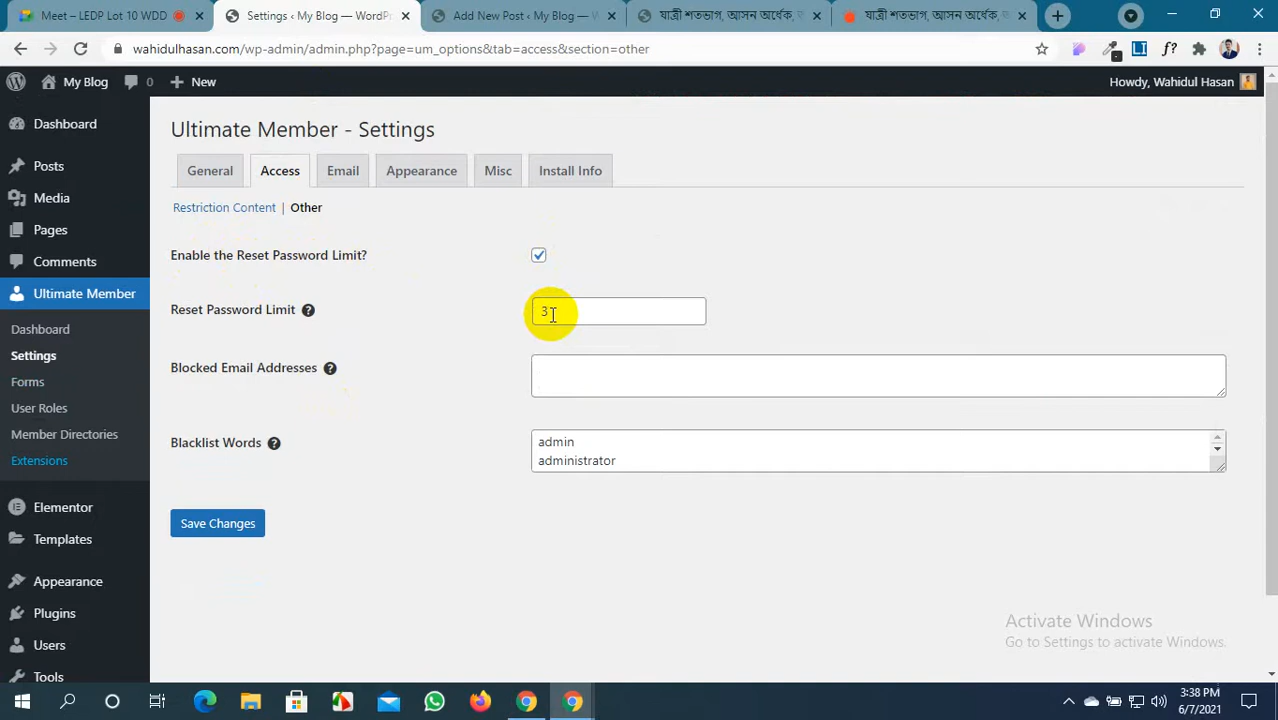 Meet – LEDP Lot 10 WDD
Settings ‹ My Blog — WordPr
Add New Post ‹ My Blog — W
যাত্রী শতভাগ, আসন অর্ধেক,
যাত্রী শতভাগ, আসন অর্ধেক,
wahidulhasan.com/wp-admin/admin.php?page=um_options&tab=access&section=other
My Blog
0
New
Howdy, Wahidul Hasan
Dashboard
Posts
Media
Pages
Comments
Ultimate Member
Dashboard
Settings
Forms
User Roles
Member Directories
Extensions
Elementor
Templates
Appearance
Plugins
Users
Tools
Ultimate Member - Settings
General
Access
Email
Appearance
Misc
Install Info
Restriction Content | Other
Enable the Reset Password Limit?
Reset Password Limit
3
Blocked Email Addresses
Blacklist Words
admin
administrator
Save Changes
Activate Windows
Go to Settings to activate Windows.
3:38 PM
6/7/2021